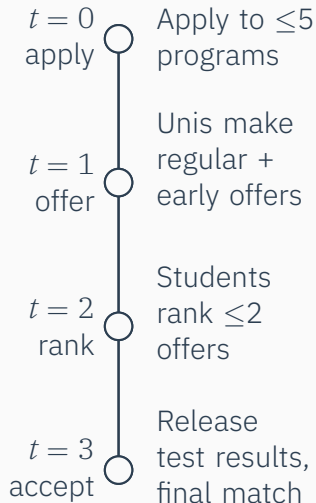 t = 0
apply
Apply to ≤5
programs
t = 1
offer
Unis make
regular +
early offers
t = 2
rank
Students
rank ≤2
offers
t = 3
accept
Release
test results,
final match